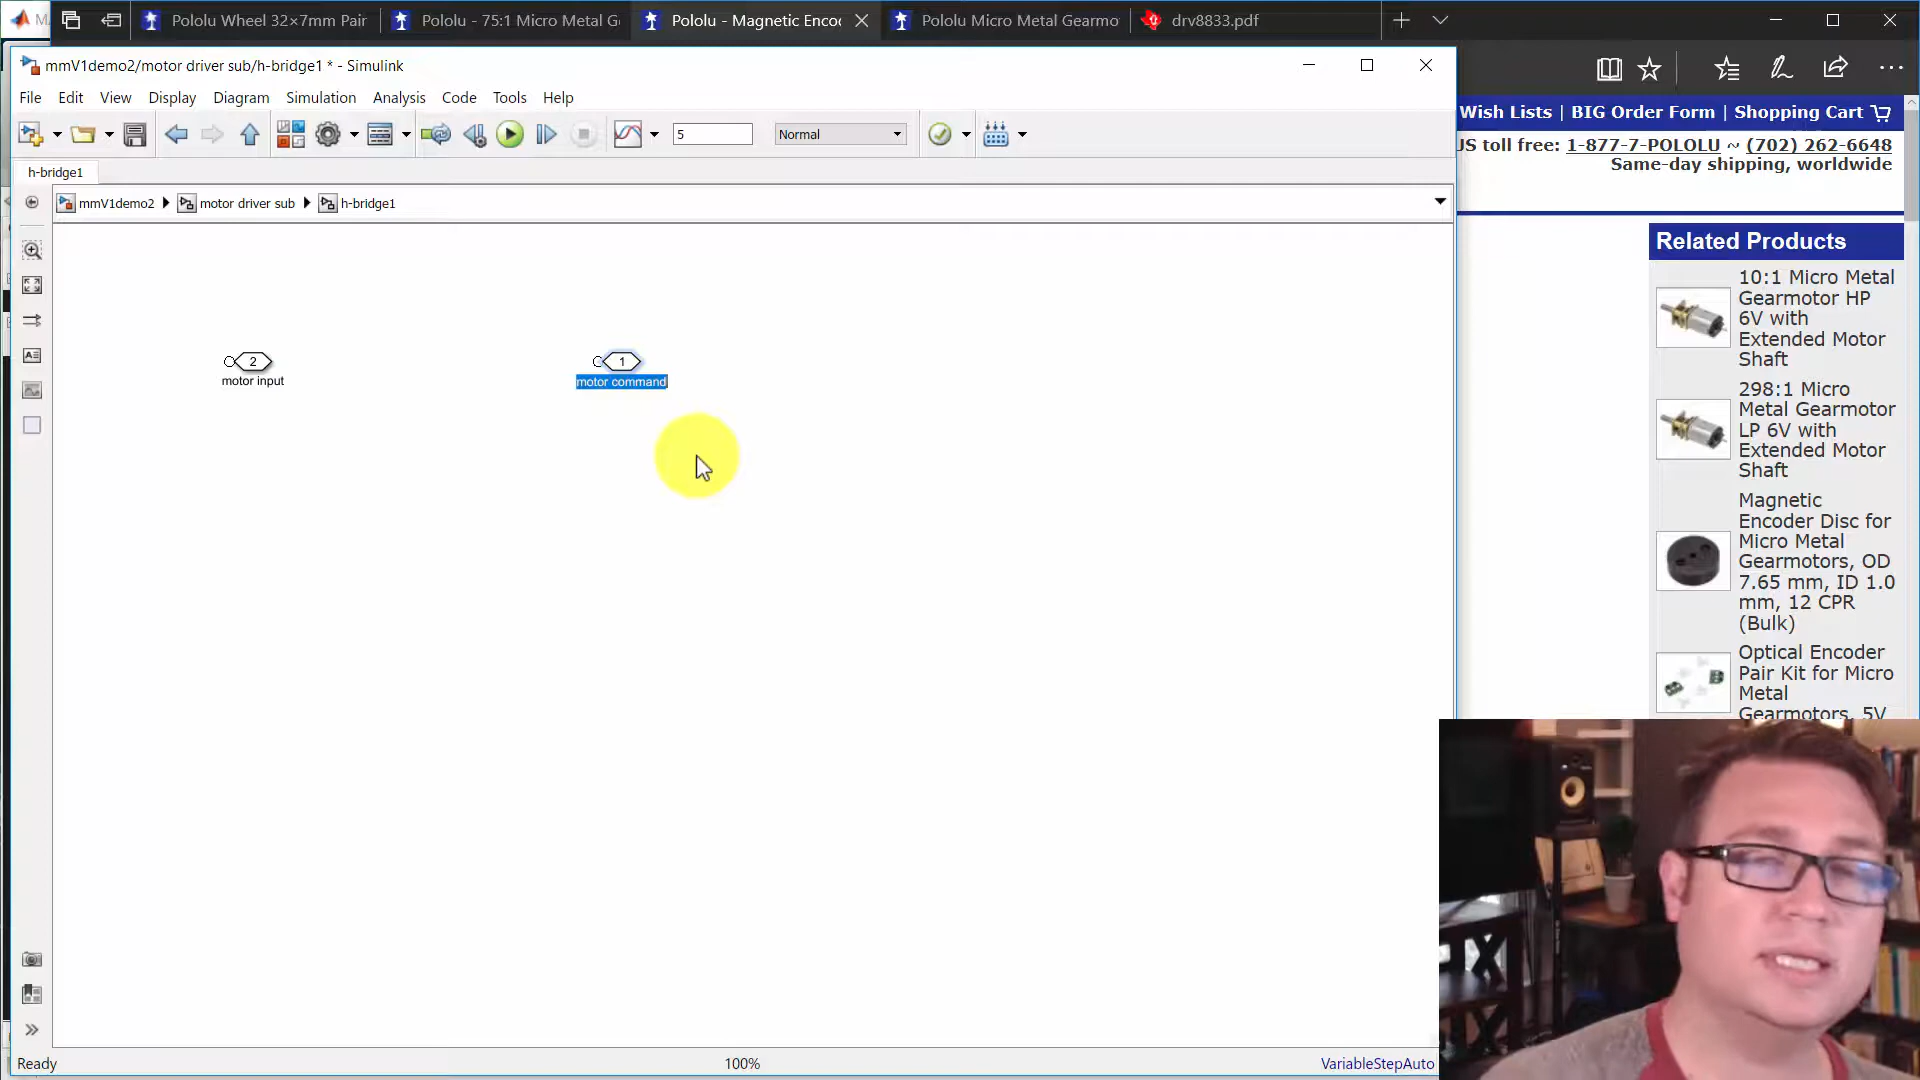 Pololu Wheel 32×7mm Pair
Pololu - 75:1 Micro Metal G
Pololu - Magnetic Enco
Pololu Micro Metal Gearmo
drv8833.pdf
mmV1demo2/motor driver sub/h-bridge1 * - Simulink
File Edit View Display Diagram Simulation Analysis Code Tools Help
5
Normal
h-bridge1
mmV1demo2 motor driver sub h-bridge1
2
motor input
1
motor command
Ready
100%
VariableStepAuto
Wish Lists | BIG Order Form | Shopping Cart
US toll free: 1-877-7-POLOLU ~ (702) 262-6648
Same-day shipping, worldwide
Related Products
10:1 Micro Metal
Gearmotor HP
6V with
Extended Motor
Shaft
298:1 Micro
Metal Gearmotor
LP 6V with
Extended Motor
Shaft
Magnetic
Encoder Disc for
Micro Metal
Gearmotors, OD
7.65 mm, ID 1.0
mm, 12 CPR
(Bulk)
Optical Encoder
Pair Kit for Micro
Metal
Gearmotors, 5V